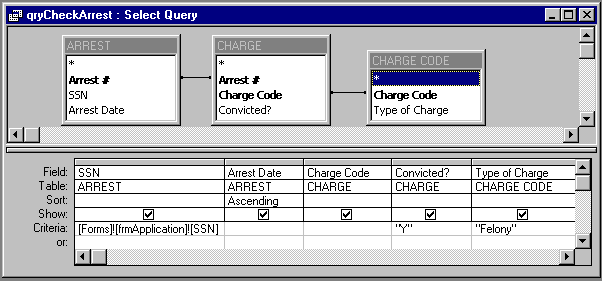 qryCheckArrest : Select Query
ARREST
*
Arrest #
SSN
Arrest Date
CHARGE
*
Arrest #
Charge Code
Convicted?
CHARGE CODE
*
Charge Code
Type of Charge
Field: SSN Arrest Date Charge Code Convicted? Type of Charge
Table: ARREST ARREST CHARGE CHARGE CHARGE CODE
Sort: Ascending
Show:
Criteria: [Forms]![frmApplication]![SSN] "Y" "Felony"
or: